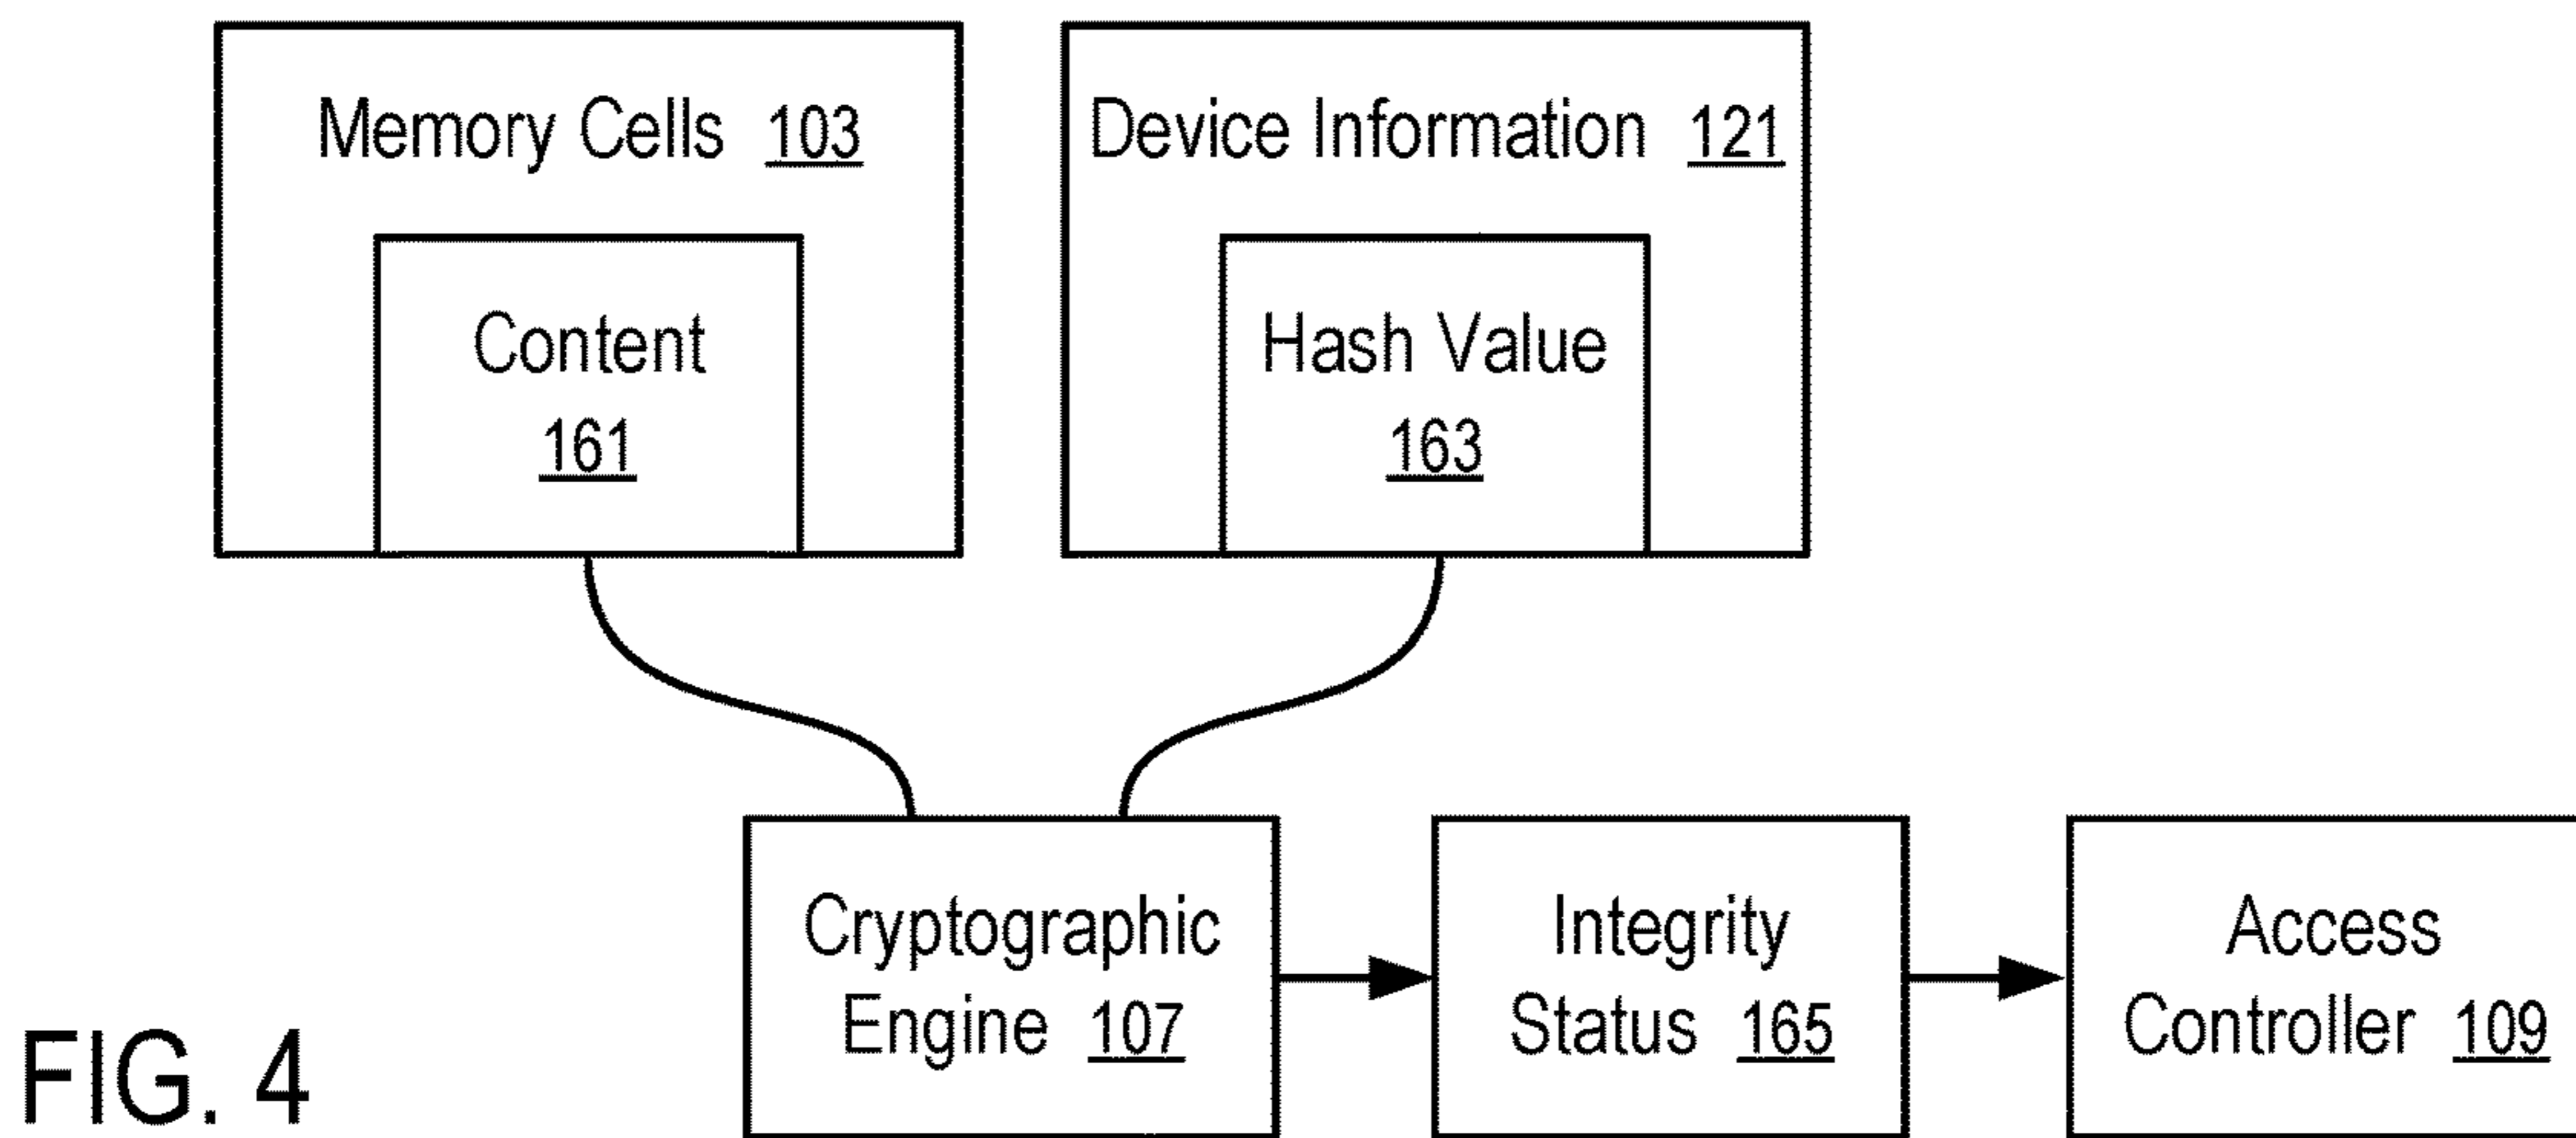 Memory Cells 103
Device Information 121
Content
161
Hash Value
163
Cryptographic
Engine 107
Integrity
Status 165
Access
Controller 109
FIG. 4